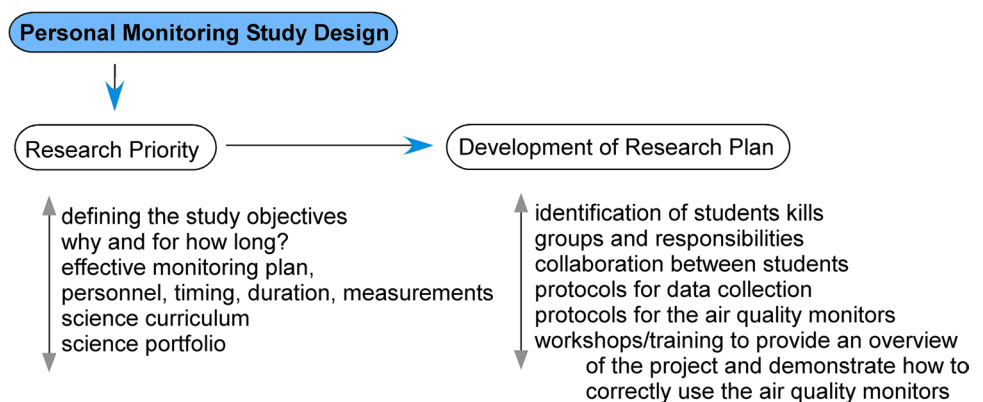 Personal Monitoring Study Design
Research Priority
Development of Research Plan
defining the study objectives
why and for how long?
effective monitoring plan,
personnel, timing, duration, measurements
science curriculum
science portfolio
identification of students kills
groups and responsibilities
collaboration between students
protocols for data collection
protocols for the air quality monitors
workshops/training to provide an overview
of the project and demonstrate how to
correctly use the air quality monitors